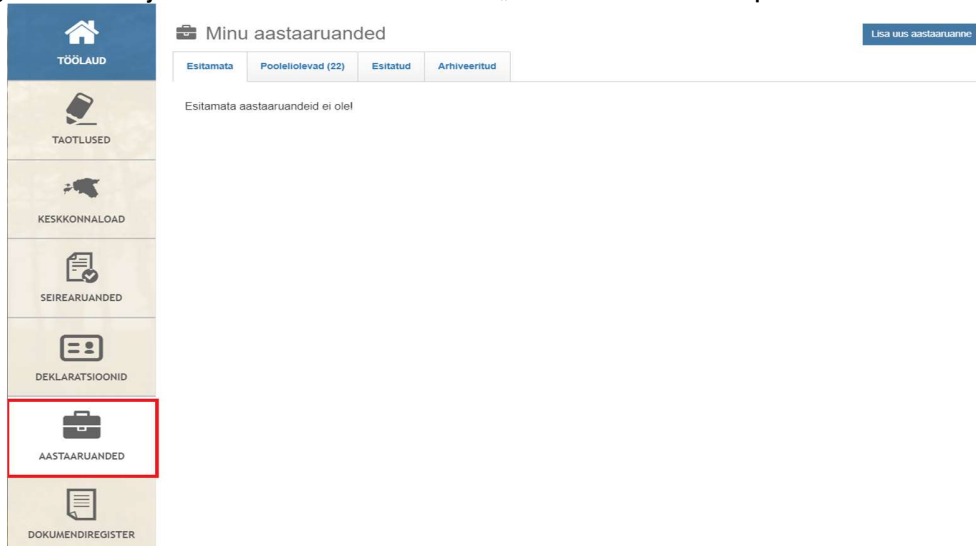 Minu aastaaruanded
Lisa uus aastaaruanne
TÖÖLAUD
Esitamata
Pooleliolevad (22)
Esitatud
Arhiveeritud
Esitamata aastaaruandeid ei ole!
TAOTLUSED
KESKKONNALOAD
SEIREARUANDED
DEKLARATSIOONID
AASTAARUANDED
DOKUMENDIREGISTER